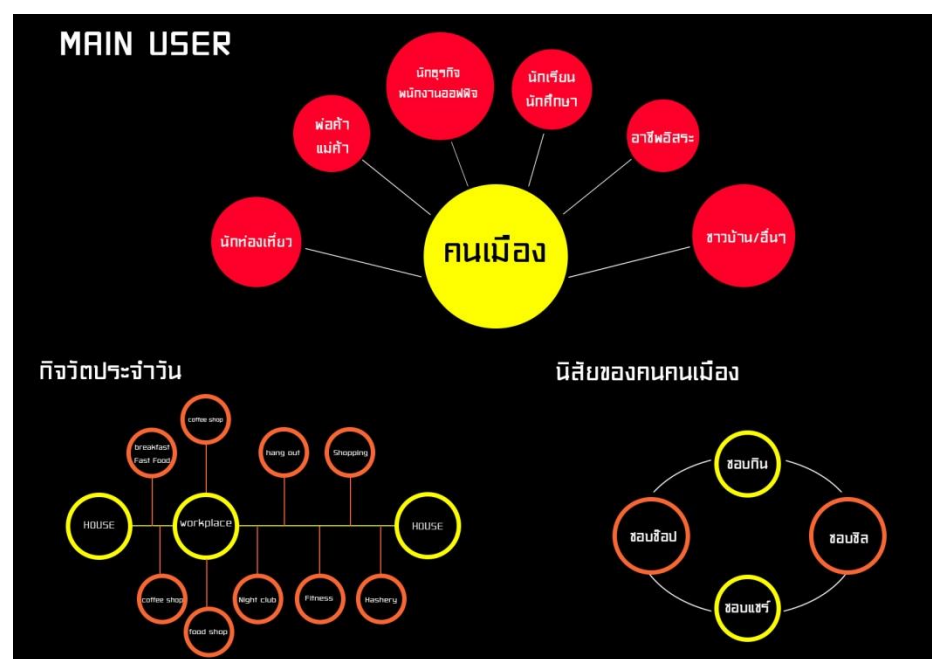 MAIN USER
นักธุรกิจ
พนักงานออฟฟิจ
นักเรียน
นักศึกษา
พ่อค้า
แม่ค้า
อาชีพอิสระ
นักท่องเที่ยว
ชาวบ้าน/อื่นๆ
คนเมือง
กิจวัตประจำวัน
coffee shop
breakfast
Fast Food
hang out
Shopping
HOUSE
workplace
HOUSE
coffee shop
food shop
Night club
Fitness
Hashery
นิสัยของคนคนเมือง
ชอบกิน
ชอบช๊อป
ชอบชิล
ชอบแชร์